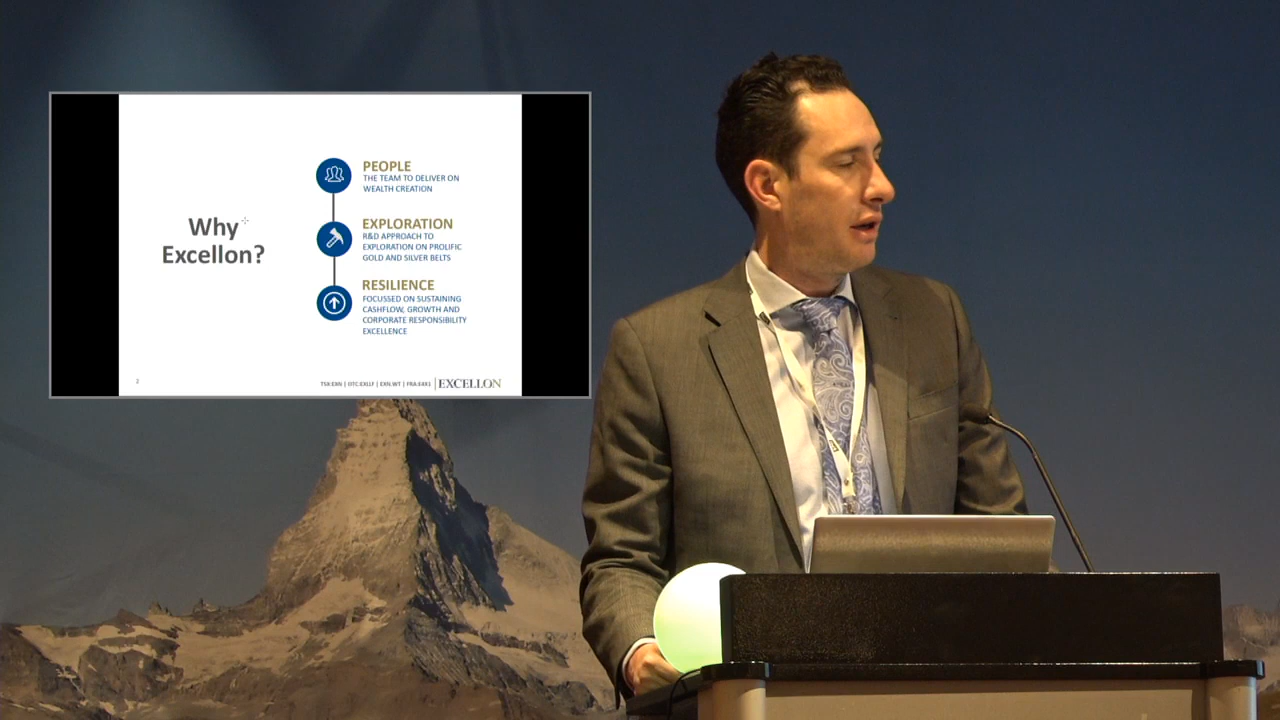 Why
Excellon?
PEOPLE
THE TEAM TO DELIVER ON
WEALTH CREATION
EXPLORATION
R&D APPROACH TO
EXPLORATION ON PROLIFIC
GOLD AND SILVER BELTS
RESILIENCE
FOCUSSED ON SUSTAINING
CASHFLOW, GROWTH AND
CORPORATE RESPONSIBILITY
EXCELLENCE
2
TSX:EXN | OTC:EXLLF | EXN.WT | FRA:E4X1 | EXCELLON